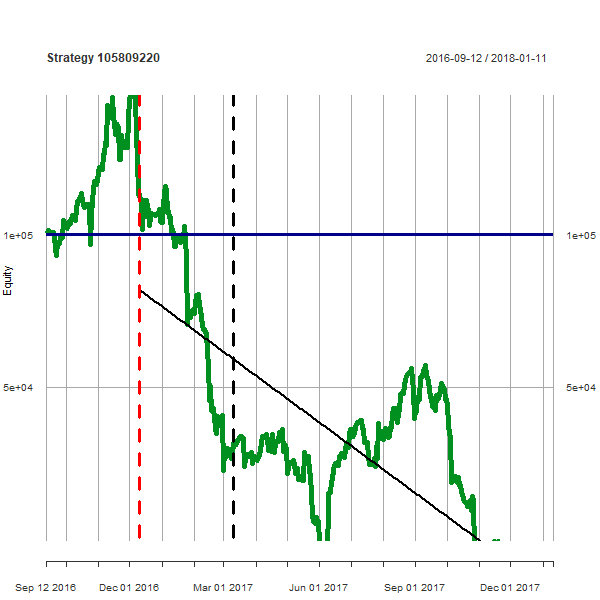 Strategy 105809220
2016-09-12 / 2018-01-11
1e+05
1e+05
Equity
5e+04
5e+04
Sep 12 2016
Dec 01 2016
Mar 01 2017
Jun 01 2017
Sep 01 2017
Dec 01 2017